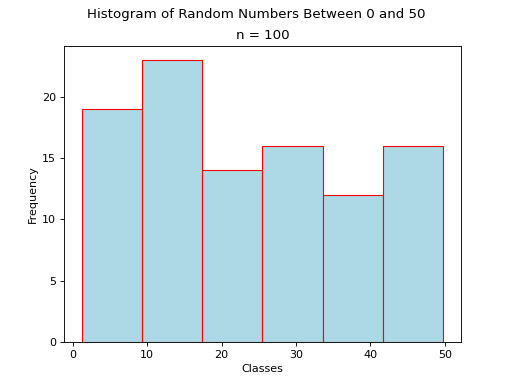 Histogram of Random Numbers Between 0 and 50
n = 100
20
15
10
5
0
Frequency
0 10 20 30 40 50
Classes